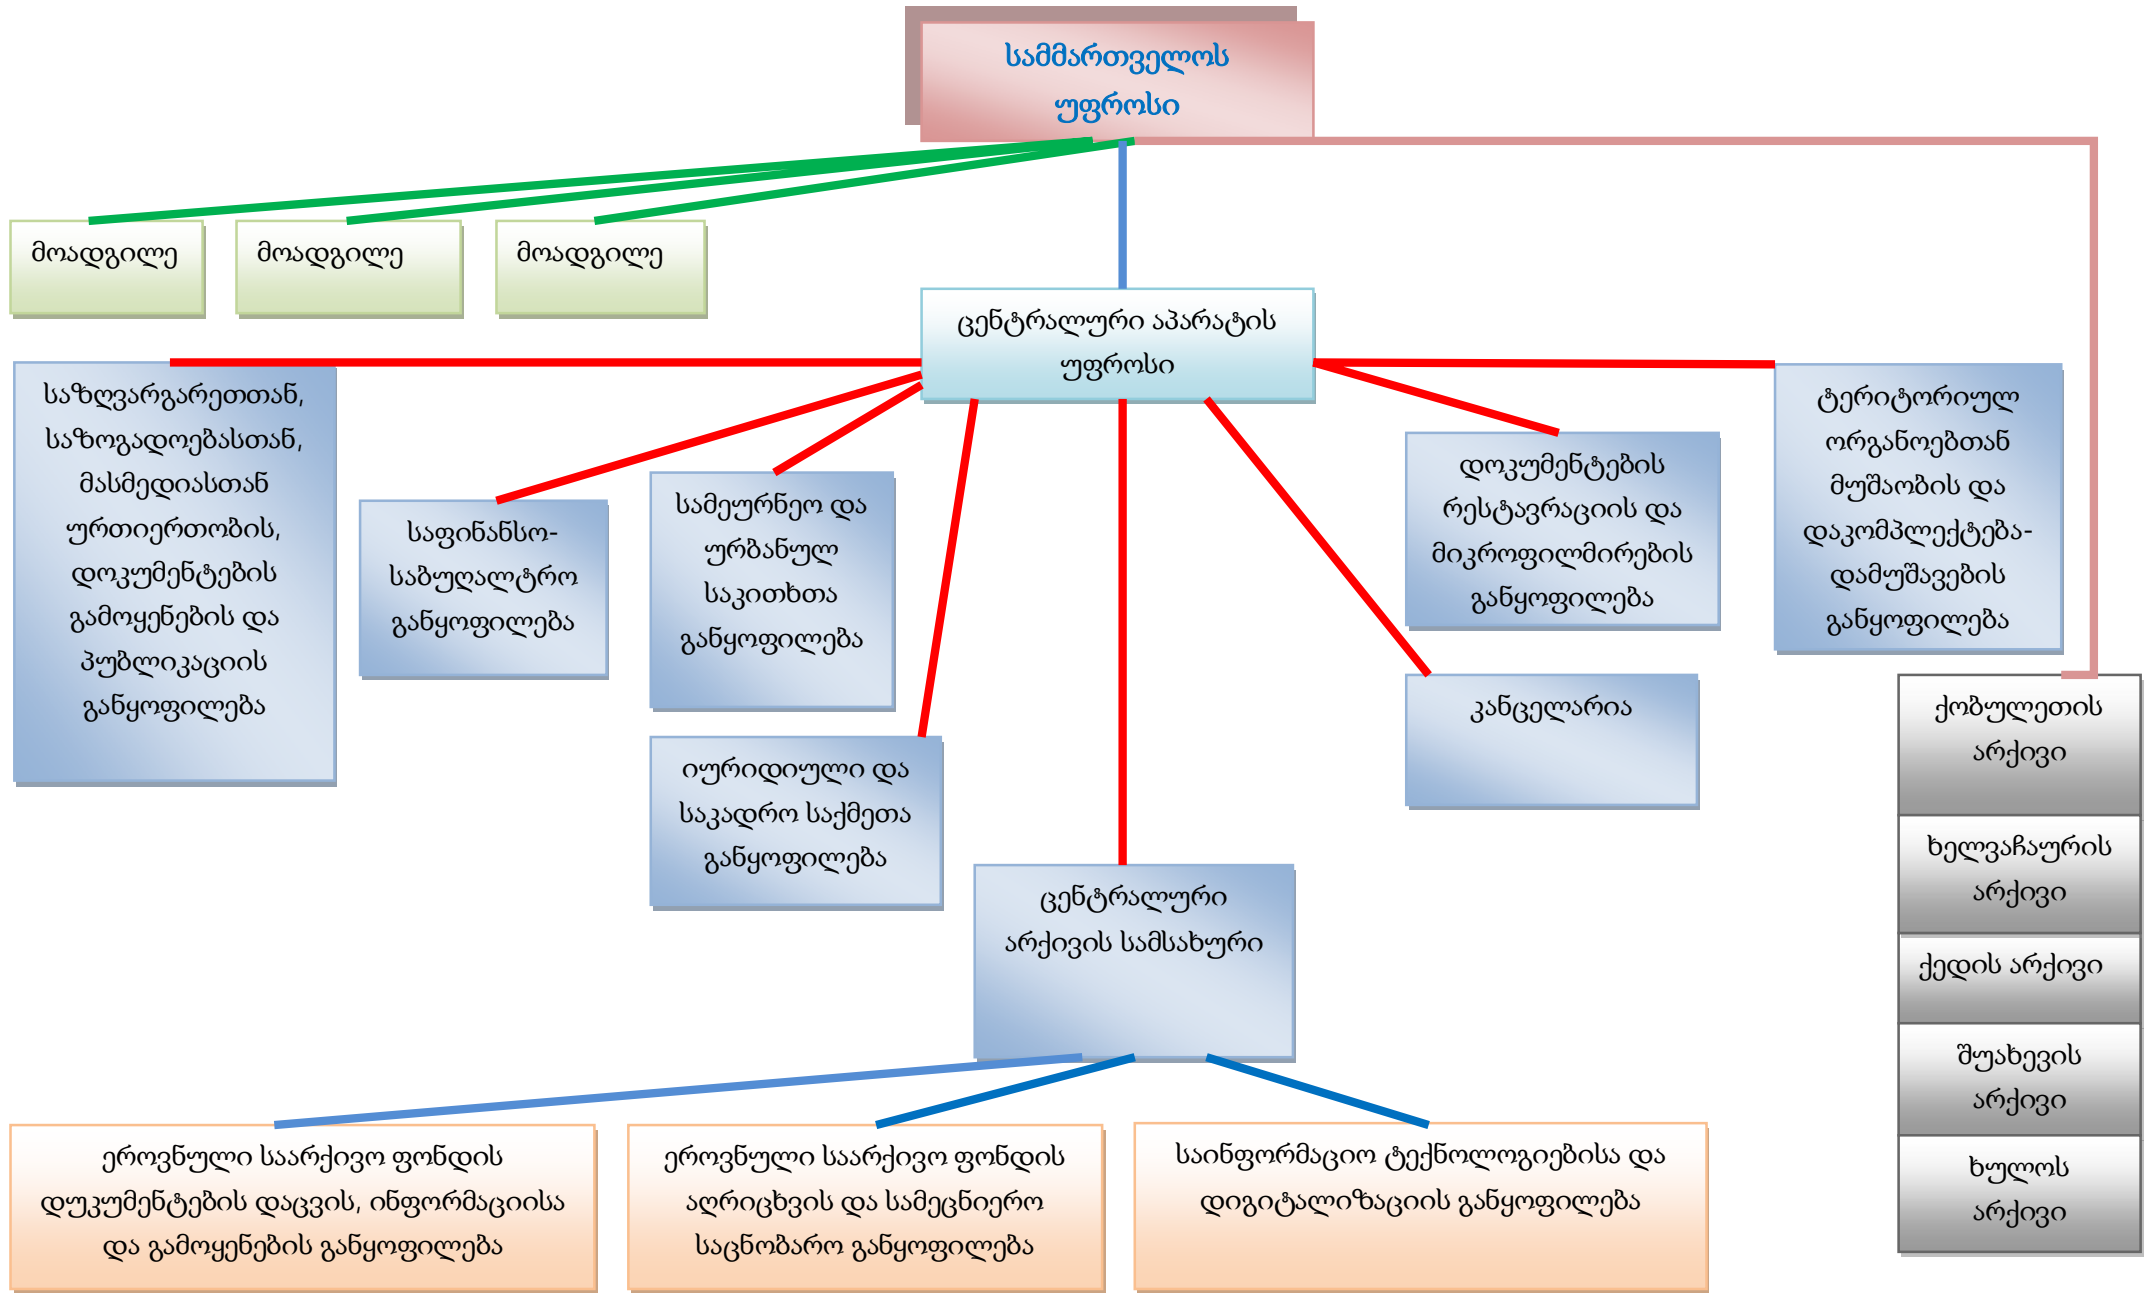 სამმართველოს
უფროსი
მოადგილე
მოადგილე
მოადგილე
ცენტრალური აპარატის
უფროსი
საზღვარგარეთთან,
საზოგადოებასთან,
მასმედიასთან
ურთიერთობის,
დოკუმენტების
გამოყენების და
პუბლიკაციის
განყოფილება
საფინანსო-
საბუღალტრო
განყოფილება
სამეურნეო და
ურბანულ
საკითხთა
განყოფილება
იურიდიული და
საკადრო საქმეთა
განყოფილება
ცენტრალური
არქივის სამსახური
დოკუმენტების
რესტავრაციის და
მიკროფილმირების
განყოფილება
კანცელარია
ტერიტორიულ
ორგანოებთან
მუშაობის და
დაკომპლექტება-
დამუშავების
განყოფილება
ქობულეთის
არქივი
ხელვაჩაურის
არქივი
ქედის არქივი
შუახევის
არქივი
ხულოს
არქივი
ეროვნული საარქივო ფონდის
დუკუმენტების დაცვის, ინფორმაციისა
და გამოყენების განყოფილება
ეროვნული საარქივო ფონდის
აღრიცხვის და სამეცნიერო
საცნობარო განყოფილება
საინფორმაციო ტექნოლოგიებისა და
დიგიტალიზაციის განყოფილება